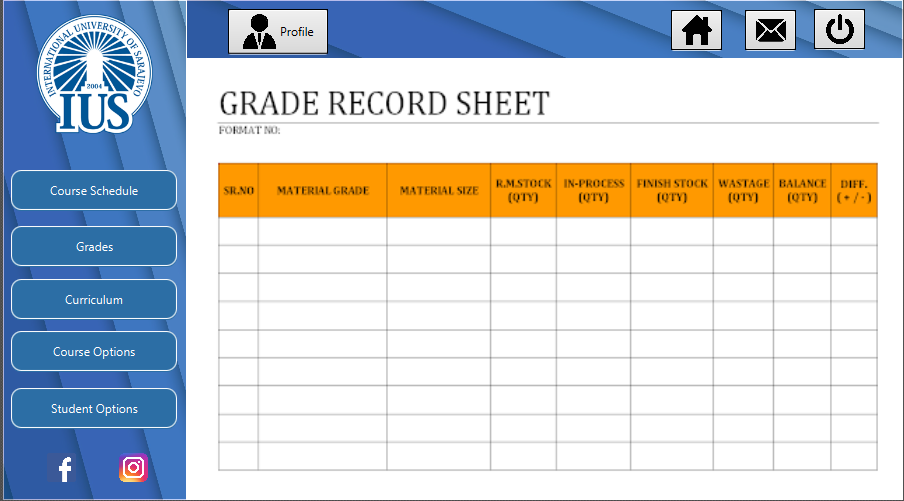 INTERNATIONAL UNIVERSITY OF SARAJEVO
2004
IUS
Profile
Course Schedule
Grades
Curriculum
Course Options
Student Options
GRADE RECORD SHEET
FORMAT NO:
SR.NO
MATERIAL GRADE
MATERIAL SIZE
R.M.STOCK
(QTY)
IN-PROCESS
(QTY)
FINISH STOCK
(QTY)
WASTAGE
(QTY)
BALANCE
(QTY)
DIFF.
( + / - )